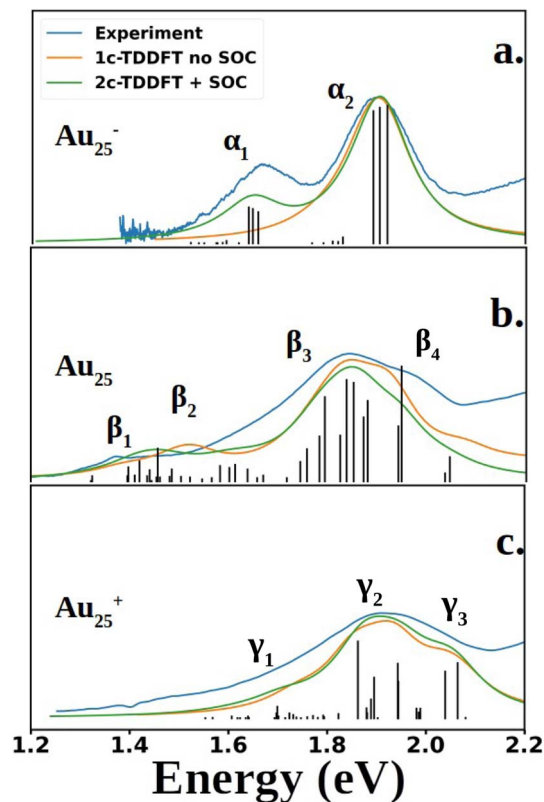 Experiment
1c-TDDFT no SOC
2c-TDDFT + SOC
a.
α₂
α₁
Au₂₅⁻
b.
β₃
β₄
Au₂₅
β₂
β₁
c.
Au₂₅⁺
γ₂
γ₃
γ₁
1.2 1.4 1.6 1.8 2.0 2.2
Energy (eV)